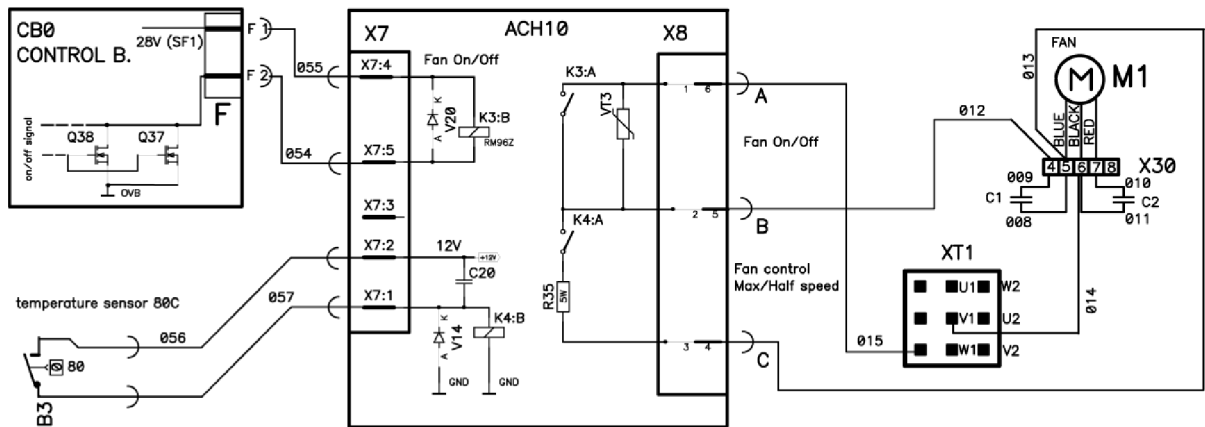 CB0
CONTROL B.
28V (SF1)
F 1
F 2
F
on/off signal
Q38
Q37
OVB
055
054
X7
ACH10
X8
X7:4
X7:5
X7:3
X7:2
X7:1
Fan On/Off
K
A
V20
K3:B
RM96Z
12V
+12V
C20
K
A
V14
K4:B
GND
GND
K3:A
VT3
K4:A
R35
5W
1
6
2
5
3
4
A
B
C
Fan On/Off
Fan control
Max/Half speed
temperature sensor 80C
057
056
80
B3
013
012
FAN
M
M1
BLUE
BLACK
RED
4
5
6
7
8
X30
009
C1
008
010
C2
011
XT1
U1
W2
V1
U2
W1
V2
014
015